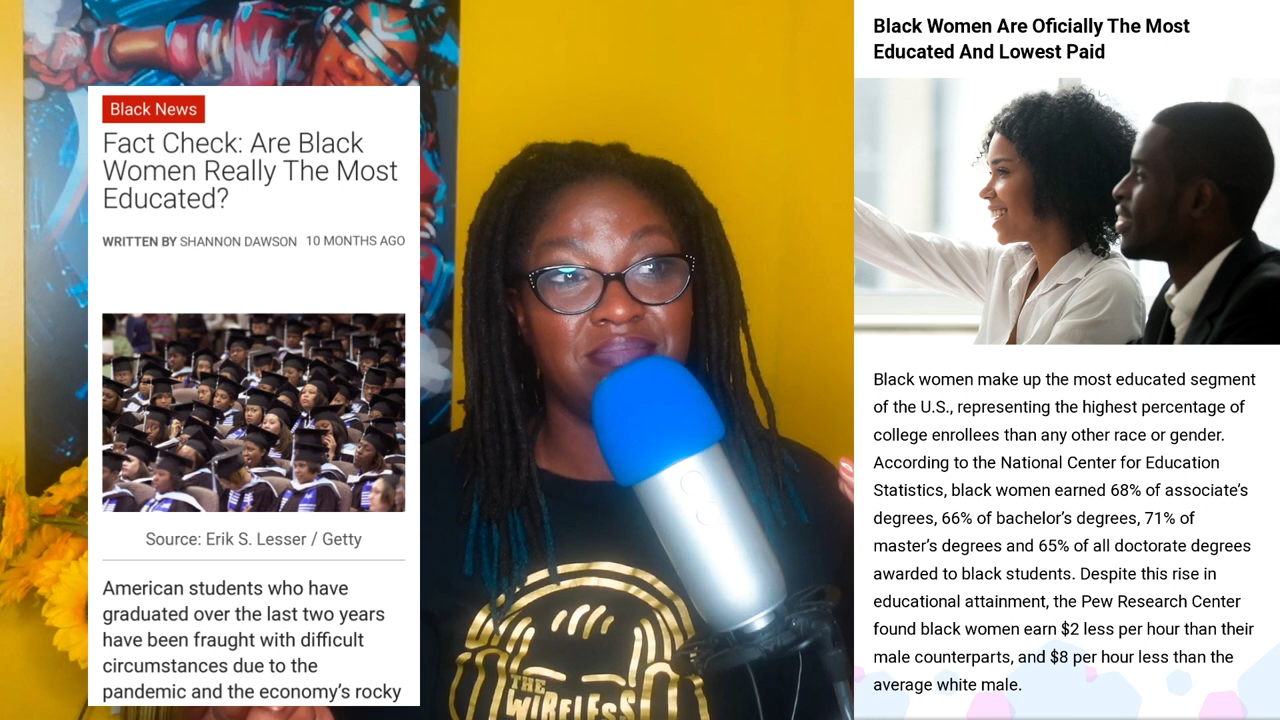 Black News
Fact Check: Are Black
Women Really The Most
Educated?
WRITTEN BY SHANNON DAWSON 10 MONTHS AGO
Source: Erik S. Lesser / Getty
American students who have
graduated over the last two years
have been fraught with difficult
circumstances due to the
pandemic and the economy’s rocky
THE
WIRELESS
Black Women Are Oficially The Most
Educated And Lowest Paid
Black women make up the most educated segment
of the U.S., representing the highest percentage of
college enrollees than any other race or gender.
According to the National Center for Education
Statistics, black women earned 68% of associate’s
degrees, 66% of bachelor’s degrees, 71% of
master’s degrees and 65% of all doctorate degrees
awarded to black students. Despite this rise in
educational attainment, the Pew Research Center
found black women earn $2 less per hour than their
male counterparts, and $8 per hour less than the
average white male.